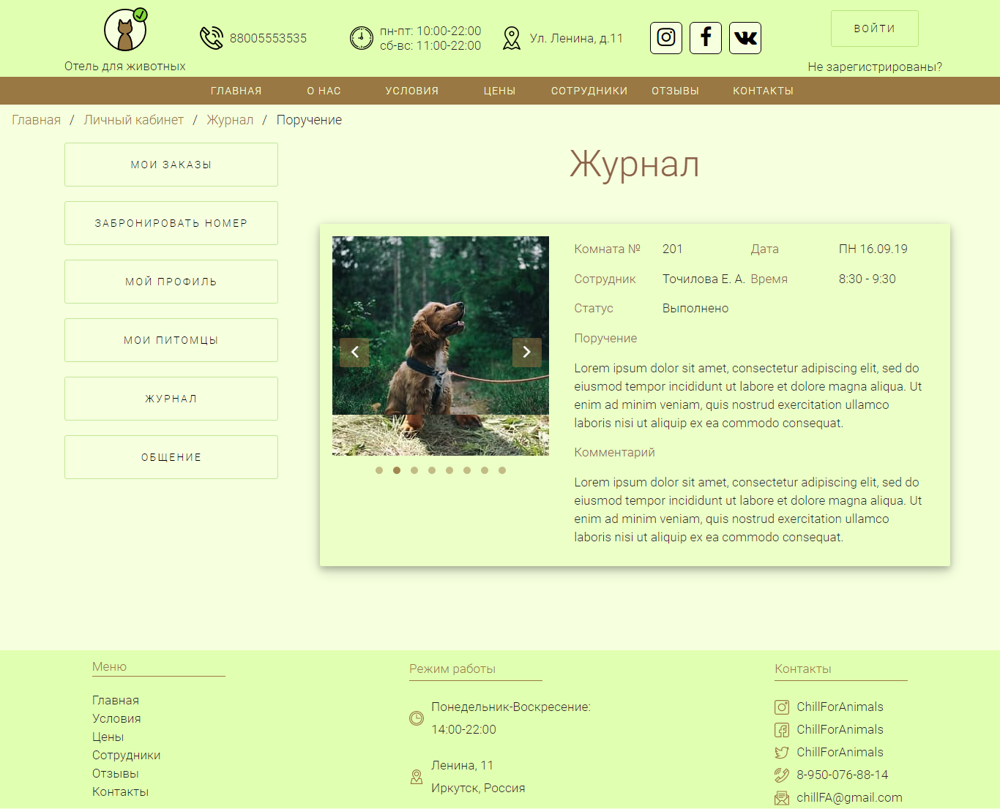 Отель для животных
88005553535
пн-пт: 10:00-22:00
сб-вс: 11:00-22:00
Ул. Ленина, д.11
ВОЙТИ
Не зарегистрированы?
ГЛАВНАЯ О НАС УСЛОВИЯ ЦЕНЫ СОТРУДНИКИ ОТЗЫВЫ КОНТАКТЫ
Главная / Личный кабинет / Журнал / Поручение
МОИ ЗАКАЗЫ
ЗАБРОНИРОВАТЬ НОМЕР
МОЙ ПРОФИЛЬ
МОИ ПИТОМЦЫ
ЖУРНАЛ
ОБЩЕНИЕ
Журнал
Комната № 201 Дата ПН 16.09.19
Сотрудник Точилова Е. А. Время 8:30 - 9:30
Статус Выполнено
Поручение
Lorem ipsum dolor sit amet, consectetur adipiscing elit, sed do
eiusmod tempor incididunt ut labore et dolore magna aliqua. Ut
enim ad minim veniam, quis nostrud exercitation ullamco
laboris nisi ut aliquip ex ea commodo consequat.
Комментарий
Lorem ipsum dolor sit amet, consectetur adipiscing elit, sed do
eiusmod tempor incididunt ut labore et dolore magna aliqua. Ut
enim ad minim veniam, quis nostrud exercitation ullamco
laboris nisi ut aliquip ex ea commodo consequat.
Меню
Главная
Условия
Цены
Сотрудники
Отзывы
Контакты
Режим работы
Понедельник-Воскресение:
14:00-22:00
Ленина, 11
Иркутск, Россия
Контакты
ChillForAnimals
ChillForAnimals
ChillForAnimals
8-950-076-88-14
chillFA@gmail.com